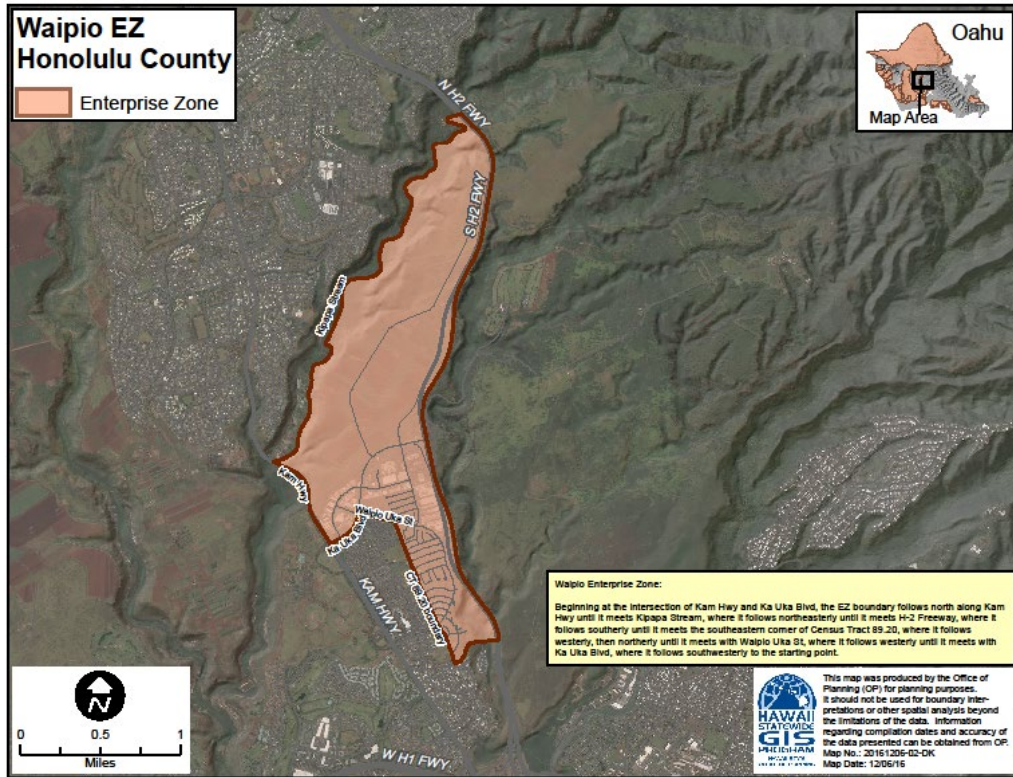 Waipio EZ
Honolulu County
Enterprise Zone
Oahu
Map Area
N H2 FWY
S H2 FWY
Kipapa Stream
Kam Hwy
Waipio Uka St
Ka Uka Blvd
KAM HWY
CT 89.20 boundary
W H1 FWY
Waipio Enterprise Zone:
Beginning at the intersection of Kam Hwy and Ka Uka Blvd, the EZ boundary follows north along Kam
Hwy until it meets Kipapa Stream, where it follows northeasterly until it meets H-2 Freeway, where it
follows southerly until it meets the southeastern corner of Census Tract 89.20, where it follows
westerly, then northerly until it meets with Waipio Uka St, where it follows westerly until it meets with
Ka Uka Blvd, where it follows southwesterly to the starting point.
N
0 0.5 1
Miles
HAWAII
STATEWIDE
GIS
PROGRAM
This map was produced by the Office of
Planning (OP) for planning purposes.
It should not be used for boundary inter-
pretations or other spatial analysis beyond
the limitations of the data. Information
regarding compilation dates and accuracy of
the data presented can be obtained from OP.
Map No.: 20161206-02-DK
Map Date: 12/06/16